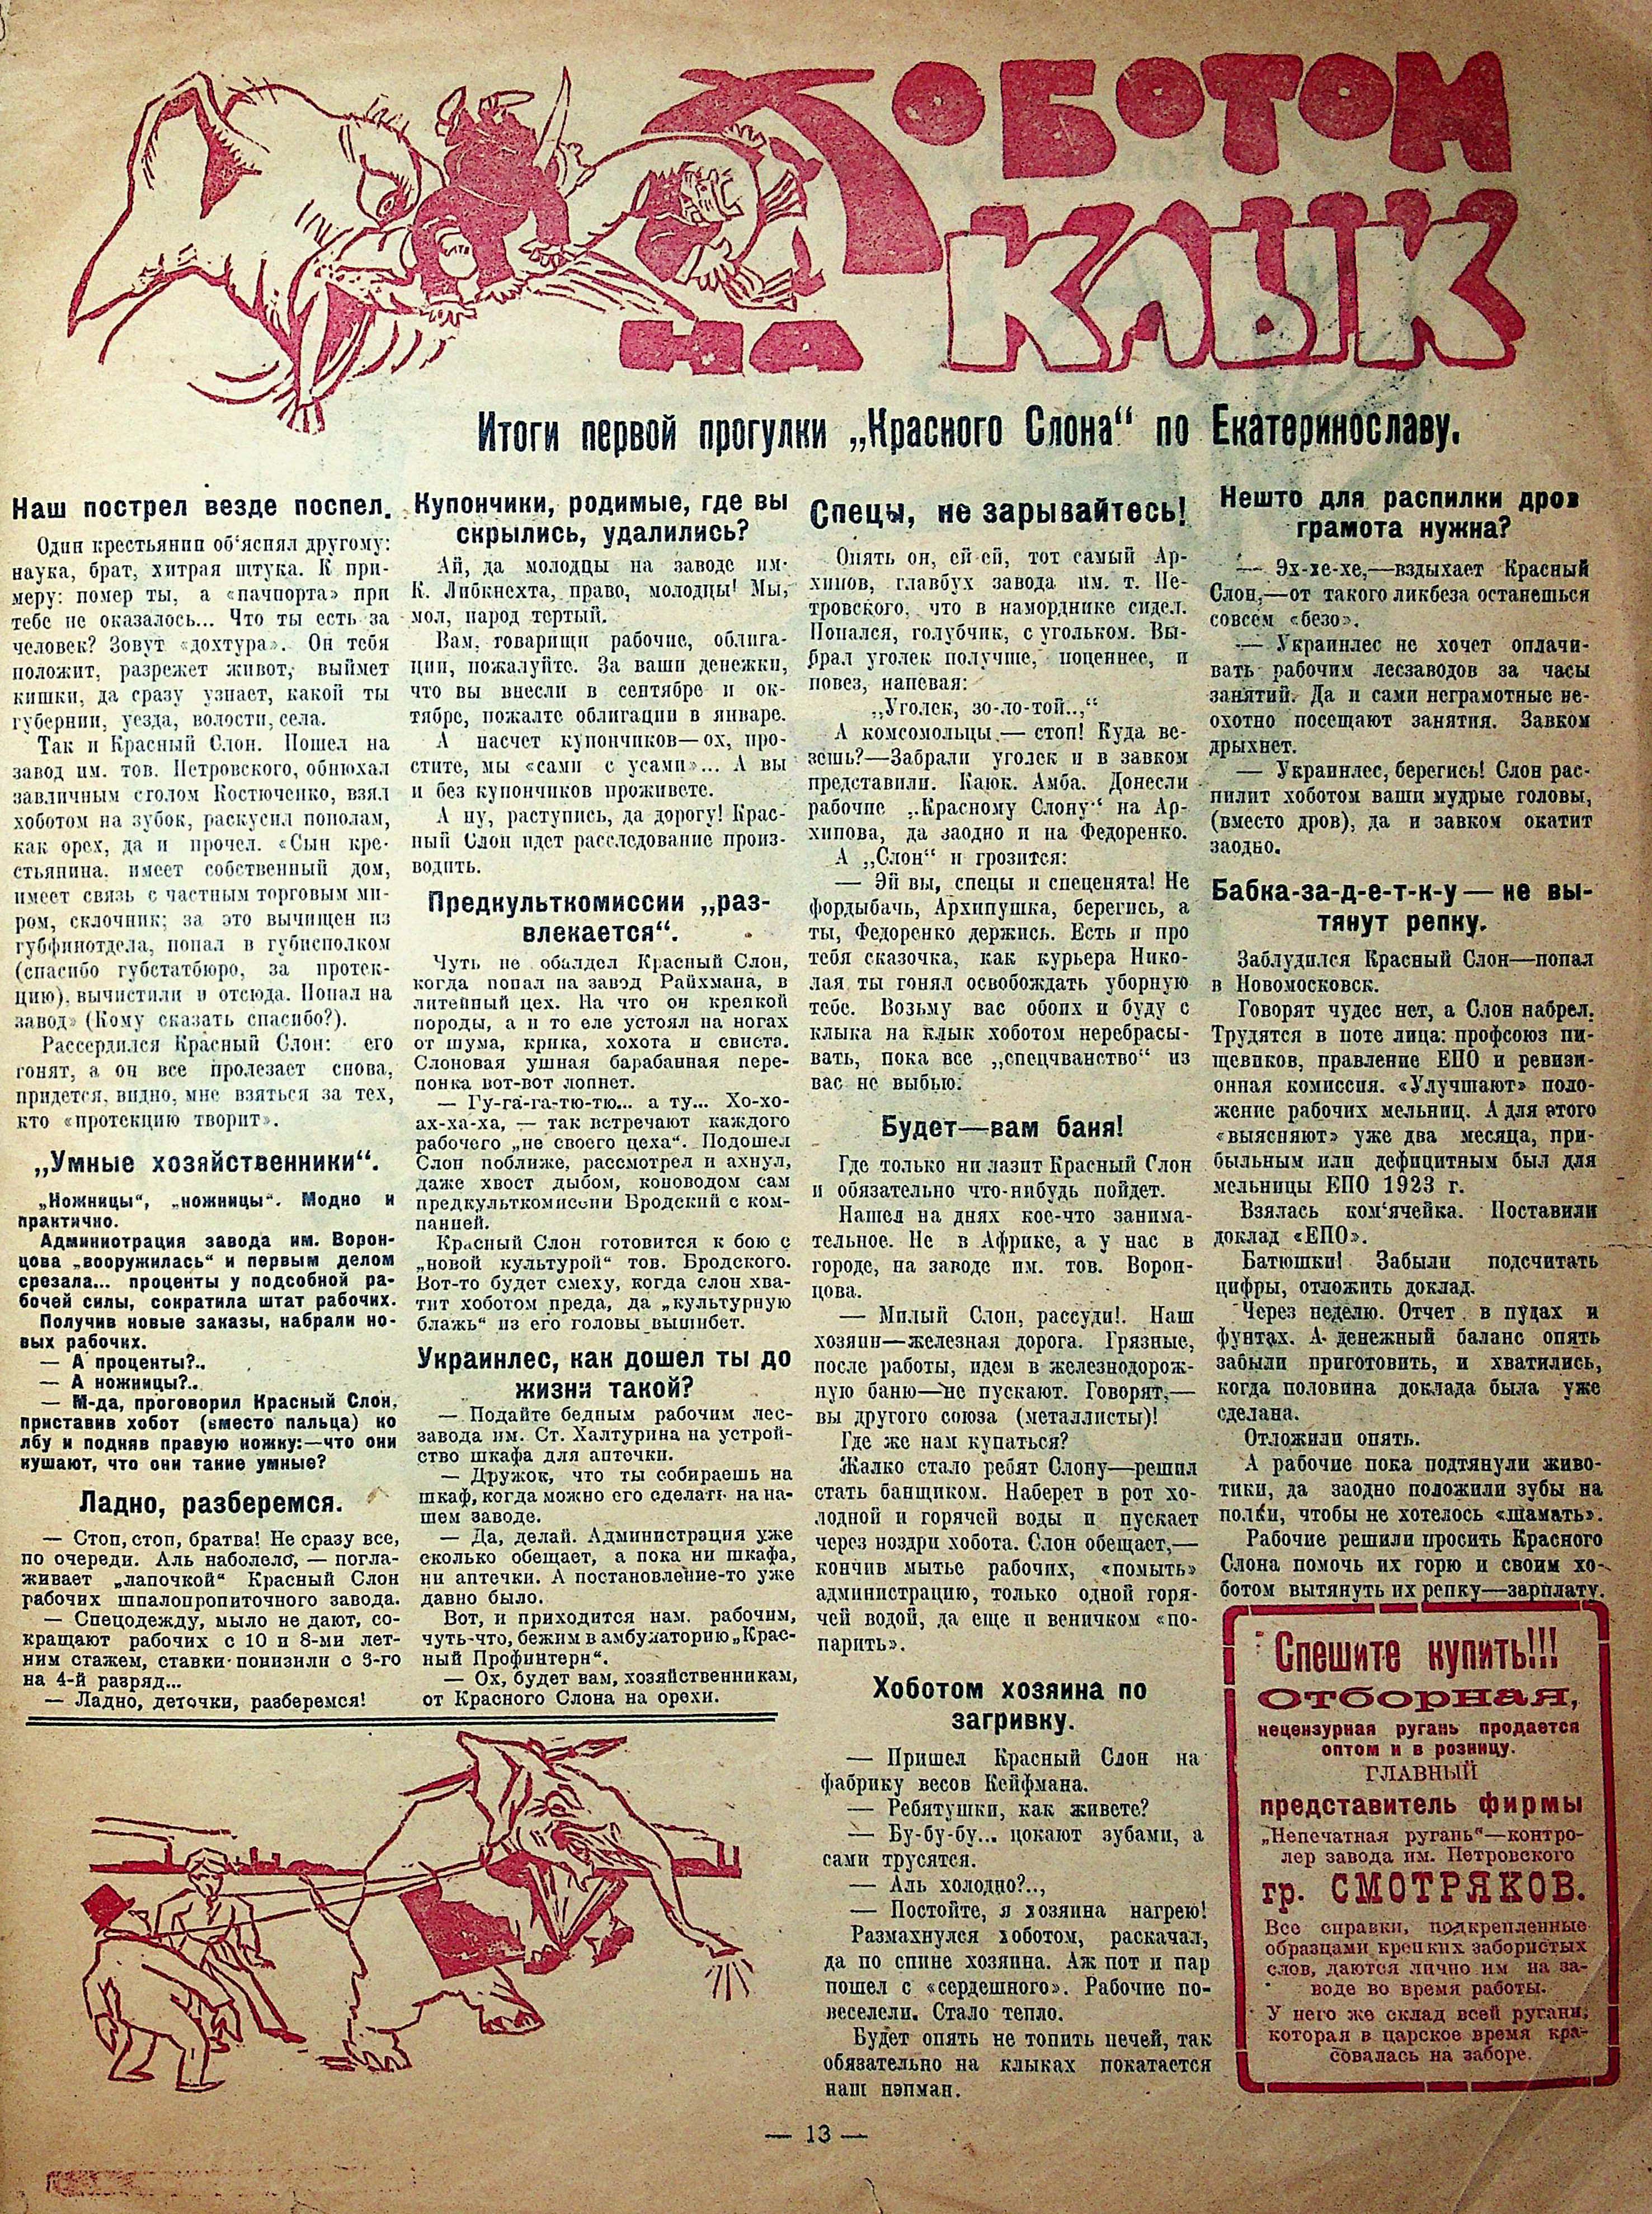 Хоботом
на клык
Итоги первой прогулки „Красного Слона“ по Екатеринославу.
Наш пострел везде поспел.
Один крестьянин об‘яснял другому:
наука, брат, хитрая штука. К при-
меру: помер ты, а «пачпорта» при
тебе не оказалось... Что ты есть за
человек? Зовут «дохтура». Он тебя
положит, разрежет живот, выймет
кишки, да сразу узнает, какой ты
губернии, уезда, волости, села.
Так и Красный Слон. Пошел на
завод им. тов. Петровского, обнюхал
завличным столом Костюченко, взял
хоботом на зубок, раскусил пополам,
как орех, да и прочел. «Сын кре-
стьянина, имеет собственный дом,
имеет связь с частным торговым ми-
ром, склочник; за это вычищен из
губфинотдела, попал в губисполком
(спасибо губстатбюро, за протек-
цию), вычистили и отсюда. Попал на
завод» (Кому сказать спасибо?).
Рассердился Красный Слон: его
гонят, а он все пролезает снова,
придется, видно, мне взяться за тех,
кто «протекцию творит».
„Умные хозяйственники“.
„Ножницы“, „ножницы“. Модно и
практично.
Администрация завода им. Ворон-
цова „вооружилась“ и первым делом
срезала... проценты у подсобной ра-
бочей силы, сократила штат рабочих.
Получив новые заказы, набрали но-
вых рабочих.
— А проценты?..
— А ножницы?..
— М-да, проговорил Красный Слон,
приставив хобот (вместо пальца) ко
лбу и подняв правую ножку:—что они
кушают, что они такие умные?
Ладно, разберемся.
— Стоп, стоп, братва! Не сразу все,
по очереди. Аль наболело, — погла-
живает „лапочкой“ Красный Слон
рабочих шпалопропиточного завода.
— Спецодежду, мыло не дают, со-
кращают рабочих с 10 и 8-ми лет-
ним стажем, ставки понизили с 3-го
на 4-й разряд...
— Ладно, деточки, разберемся!
Купончики, родимые, где вы
скрылись, удалились?
Ай, да молодцы на заводе им.
К. Либкнехта, право, молодцы! Мы,
мол, народ тертый.
Вам, товарищи рабочие, облига-
ции, пожалуйте. За ваши денежки,
что вы внесли в сентябре и ок-
тябре, пожалте облигации в январе.
А насчет купончиков—ох, про-
стите, мы «сами с усами»... А вы
и без купончиков проживете.
А ну, раступись, да дорогу! Крас-
ный Слон идет расследование произ-
водить.
Предкульткомиссии „раз-
влекается“.
Чуть не обалдел Красный Слон,
когда попал на завод Райхмана, в
литейный цех. На что он крепкой
породы, а и то еле устоял на ногах
от шума, крика, хохота и свиста.
Слоновая ушная барабанная пере-
понка вот-вот лопнет.
— Гу-га-га-тю-тю... а ту... Хо-хо-
ах-ха-ха, — так встречают каждого
рабочего „не своего цеха“. Подошел
Слон поближе, рассмотрел и ахнул,
даже хвост дыбом, коноводом сам
предкульткомиссии Бродский с ком-
панией.
Красный Слон готовится к бою с
„новой культурой“ тов. Бродского.
Вот-то будет смеху, когда слон хва-
тит хоботом преда, да „культурную
блажь“ из его головы вышибет.
Украинлес, как дошел ты до
жизни такой?
— Подайте бедным рабочим лес-
завода им. Ст. Халтурина на устрой-
ство шкафа для аптечки.
— Дружок, что ты собираешь на
шкаф, когда можно его сделать на на-
шем заводе.
— Да, делай. Администрация уже
сколько обещает, а пока ни шкафа,
ни аптечки. А постановление-то уже
давно было.
Вот, и приходится нам, рабочим,
чуть-что, бежим в амбулаторию „Крас-
ный Профинтерн“.
— Ох, будет вам, хозяйственникам,
от Красного Слона на орехи.
Спецы, не зарывайтесь!
Опять он, ей-ей, тот самый Ар-
хипов, главбух завода им. т. Пе-
тровского, что в наморднике сидел.
Попался, голубчик, с угольком. Вы-
брал уголек получше, поценнее, и
повез, напевая:
„Уголек, зо-ло-той..,“
А комсомольцы — стоп! Куда ве-
зешь?—Забрали уголек и в завком
представили. Каюк. Амба. Донесли
рабочие „Красному Слону“ на Ар-
хипова, да заодно и на Федоренко.
А „Слон“ и грозится:
— Эй вы, спецы и спеценята! Не
фордыбачь, Архипушка, берегись, а
ты, Федоренко держись. Есть и про
тебя сказочка, как курьера Нико-
лая ты гонял освобождать уборную
тебе. Возьму вас обоих и буду с
клыка на клык хоботом перебрасы-
вать, пока все „спецчванство“ из
вас не выбью.
Будет—вам баня!
Где только ни лазит Красный Слон
и обязательно что-нибудь пойдет.
Нашел на днях кое-что занима-
тельное. Не в Африке, а у нас в
городе, на заводе им. тов. Ворон-
цова.
— Милый Слон, рассуди!. Наш
хозяин—железная дорога. Грязные,
после работы, идем в железнодорож-
ную баню—не пускают. Говорят,—
вы другого союза (металлисты)!
Где же нам купаться?
Жалко стало ребят Слону—решил
стать банщиком. Наберет в рот хо-
лодной и горячей воды и пускает
через ноздри хобота. Слон обещает,—
кончив мытье рабочих, «помыть»
администрацию, только одной горя-
чей водой, да еще и веничком «по-
парить».
Хоботом хозяина по
загривку.
— Пришел Красный Слон на
фабрику весов Кейфмана.
— Ребятушки, как живете?
— Бу-бу-бу... цокают зубами, а
сами трусятся.
— Аль холодно?..,
— Постойте, я хозяина нагрею!
Размахнулся хоботом, раскачал,
да по спине хозяина. Аж пот и пар
пошел с «сердешного». Рабочие по-
веселели. Стало тепло.
Будет опять не топить печей, так
обязательно на клыках покатается
наш нэпман.
Нешто для распилки дров
грамота нужна?
— Эх-хе-хе,—вздыхает Красный
Слон,—от такого ликбеза останешься
совсем «безо».
— Украинлес не хочет оплачи-
вать рабочим лесзаводов за часы
занятий. Да и сами неграмотные не-
охотно посещают занятия. Завком
дрыхнет.
— Украинлес, берегись! Слон рас-
пилит хоботом ваши мудрые головы,
(вместо дров), да и завком окатит
заодно.
Бабка-за-д-е-т-к-у — не вы-
тянут репку.
Заблудился Красный Слон—попал
в Новомосковск.
Говорят чудес нет, а Слон набрел.
Трудятся в поте лица: профсоюз пи-
щевиков, правление ЕПО и ревизи-
онная комиссия. «Улучшают» поло-
жение рабочих мельниц. А для этого
«выясняют» уже два месяца, при-
быльным или дефицитным был для
мельницы ЕПО 1923 г.
Взялась ком‘ячейка. Поставили
доклад «ЕПО».
Батюшки! Забыли подсчитать
цифры, отложить доклад.
Через неделю. Отчет в пудах и
фунтах. А денежный баланс опять
забыли приготовить, и хватились,
когда половина доклада была уже
сделана.
Отложили опять.
А рабочие пока подтянули живо-
тики, да заодно положили зубы на
полки, чтобы не хотелось «шамать».
Рабочие решили просить Красного
Слона помочь их горю и своим хо-
ботом вытянуть их репку—зарплату.
Спешите купить!!!
Отборная,
нецензурная ругань продается
оптом и в розницу.
ГЛАВНЫЙ
представитель фирмы
„Непечатная ругань“—контро-
лер завода им. Петровского
гр. СМОТРЯКОВ.
Все справки, подкрепленные
образцами крепких забористых
слов, даются лично им на за-
воде во время работы.
У него же склад всей ругани,
которая в царское время кра-
совалась на заборе.
— 13 —